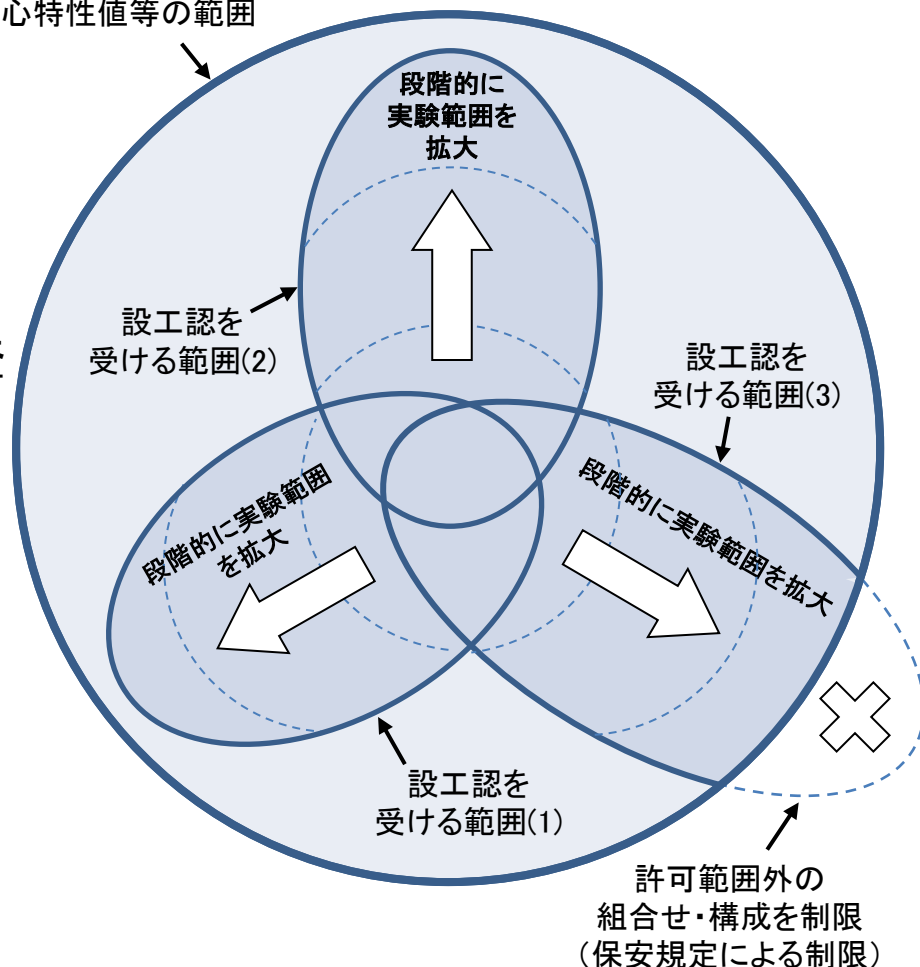 心特性値等の範囲
段階的に
実験範囲を
拡大
設工認を
受ける範囲(2)
設工認を
受ける範囲(3)
段階的に実験範囲
を拡大
段階的に実験範囲を拡大
設工認を
受ける範囲(1)
許可範囲外の
組合せ・構成を制限
（保安規定による制限）